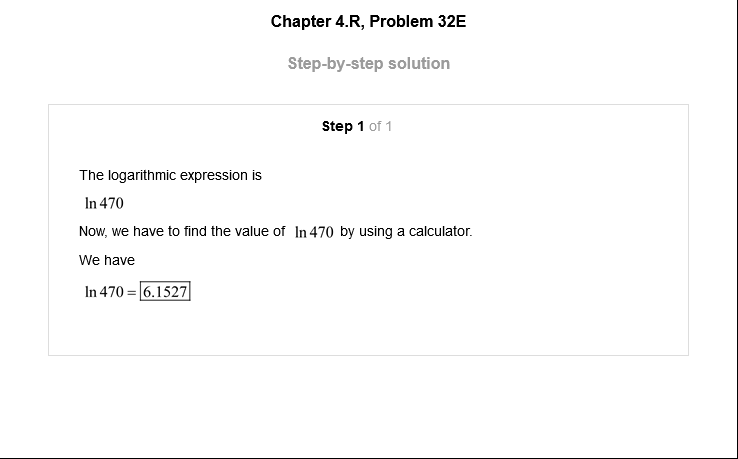 Chapter 4.R, Problem 32E
Step-by-step solution
Step 1 of 1
The logarithmic expression is
ln 470
Now, we have to find the value of ln 470 by using a calculator.
We have
ln 470 = 6.1527